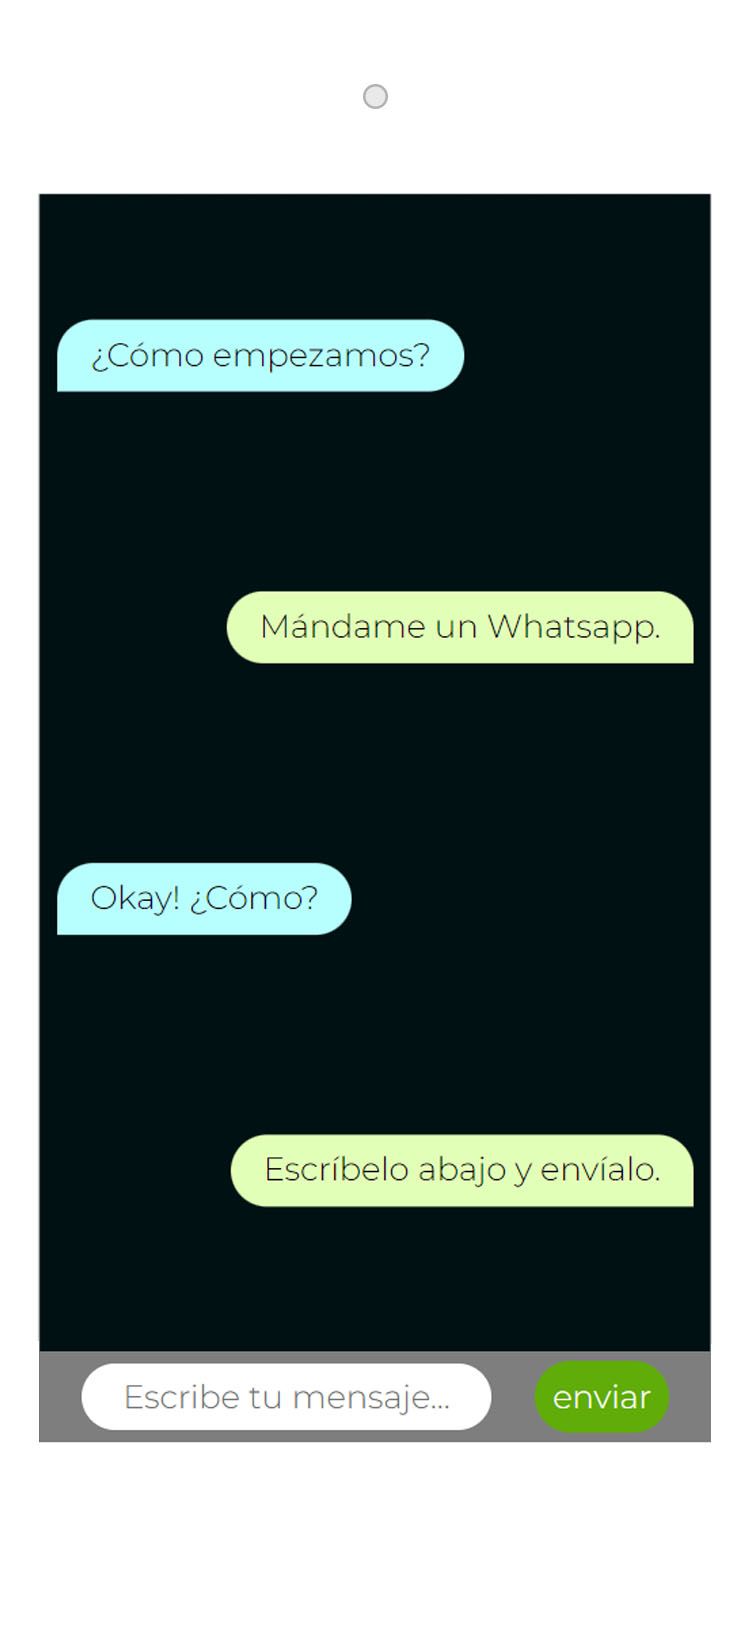 ¿Cómo empezamos?
Mándame un Whatsapp.
Okay! ¿Cómo?
Escríbelo abajo y envíalo.
Escribe tu mensaje...
enviar